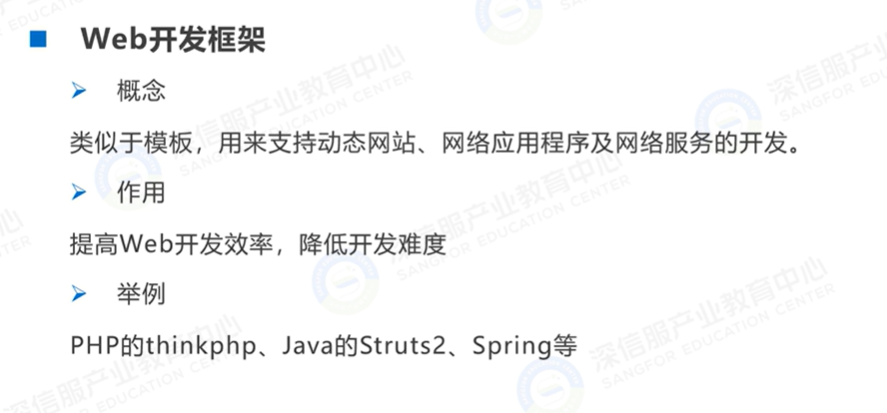 Web开发框架
概念
类似于模板，用来支持动态网站、网络应用程序及网络服务的开发。
作用
提高Web开发效率，降低开发难度
举例
PHP的thinkphp、Java的Struts2、Spring等
深信服产业教育中心
SANGFOR EDUCATION CENTER